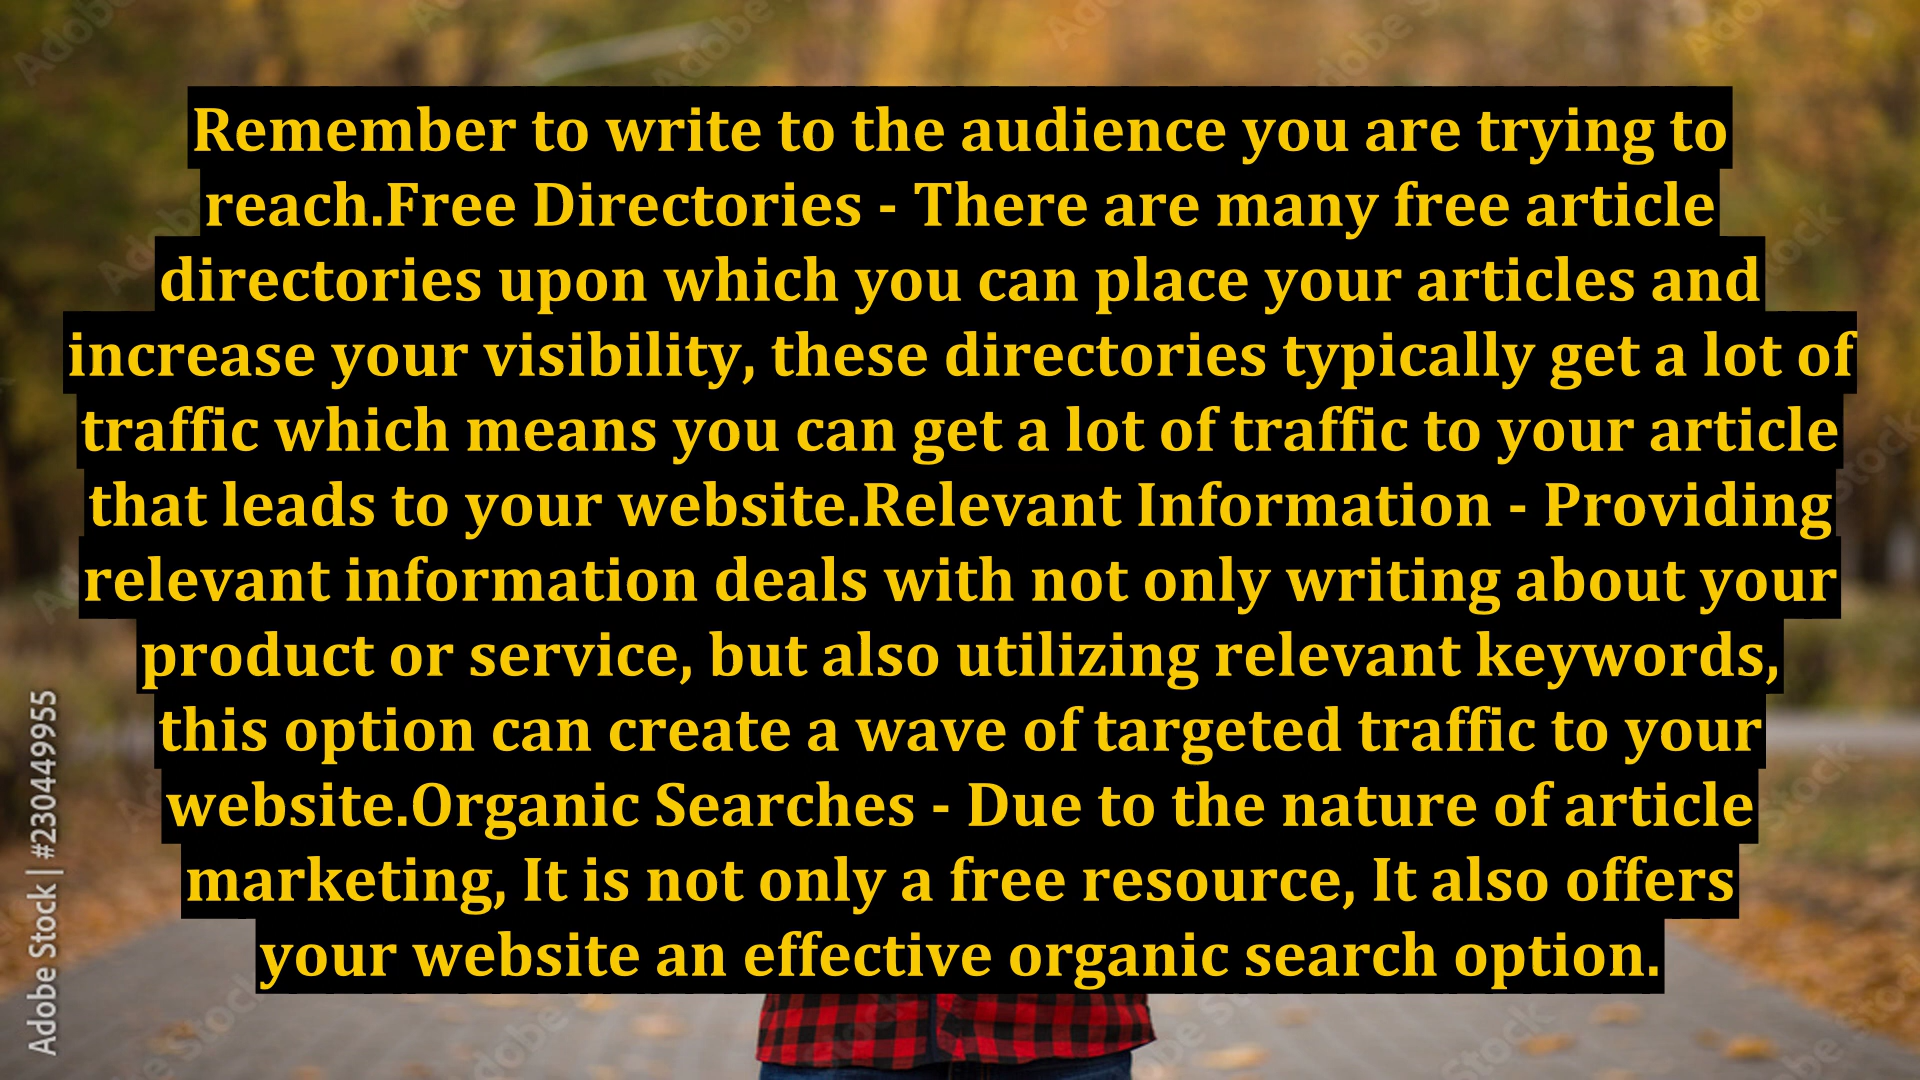 Remember to write to the audience you are trying to
reach.Free Directories - There are many free article
directories upon which you can place your articles and
increase your visibility, these directories typically get a lot of
traffic which means you can get a lot of traffic to your article
that leads to your website.Relevant Information - Providing
relevant information deals with not only writing about your
product or service, but also utilizing relevant keywords,
this option can create a wave of targeted traffic to your
website.Organic Searches - Due to the nature of article
marketing, It is not only a free resource, It also offers
your website an effective organic search option.
Adobe Stock | #230449955